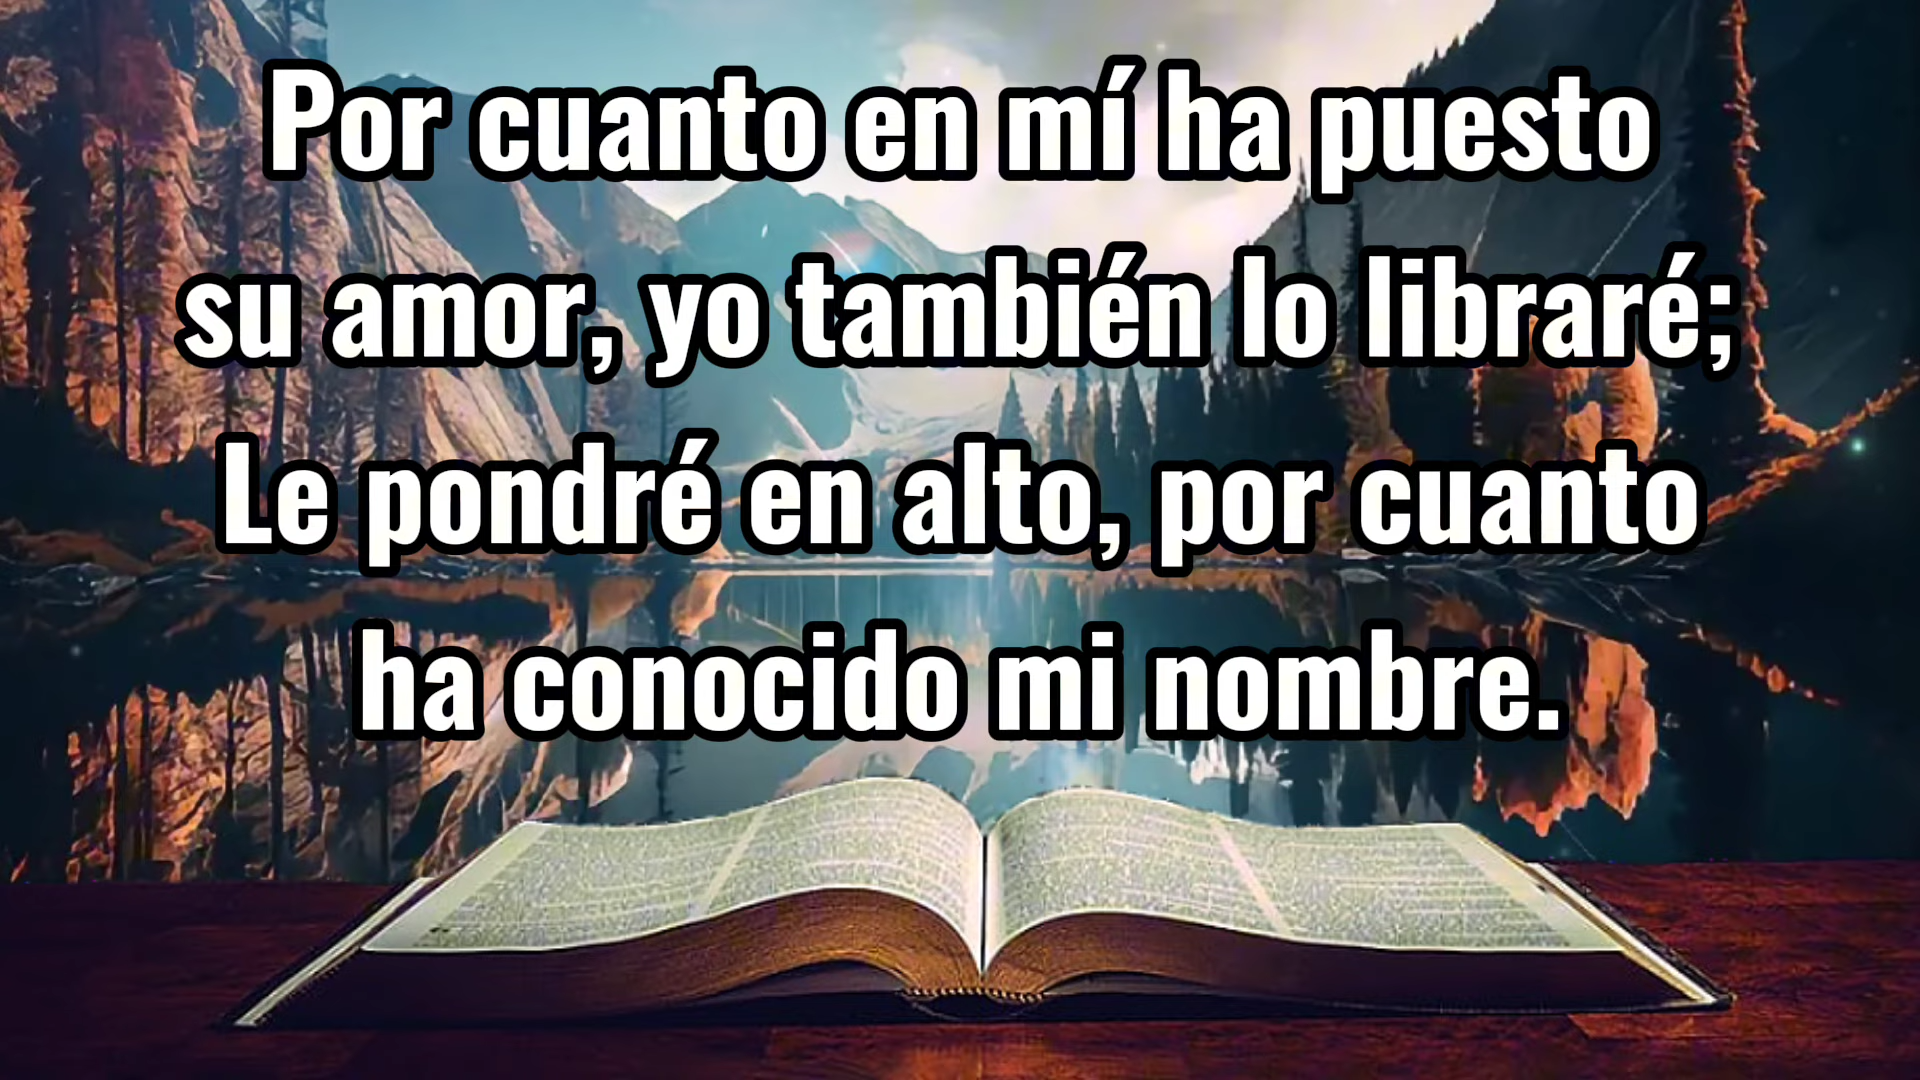 Por cuanto en mí ha puesto
su amor, yo también lo libraré;
Le pondré en alto, por cuanto
ha conocido mi nombre.